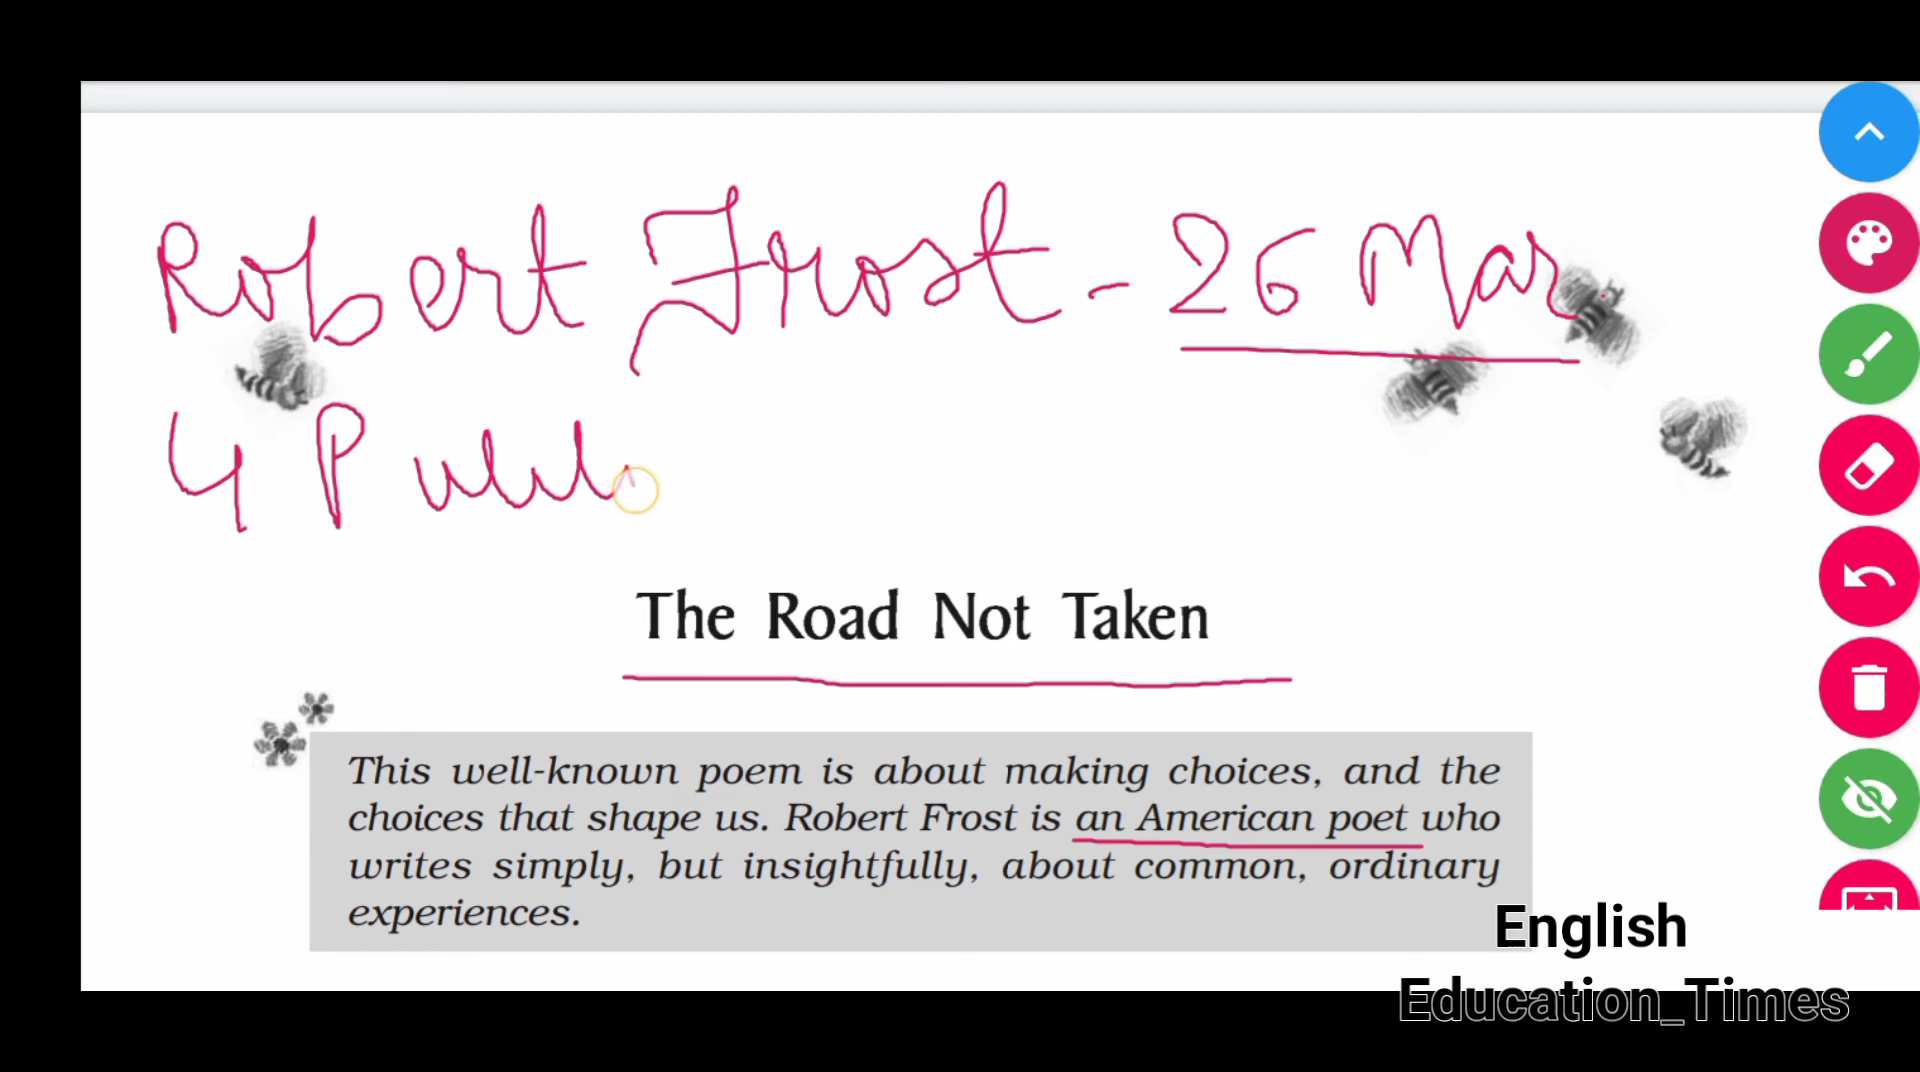 Robert Frost - 26 Mar
4 Pul
The Road Not Taken
This well-known poem is about making choices, and the
choices that shape us. Robert Frost is an American poet who
writes simply, but insightfully, about common, ordinary
experiences.
English
Education_Times